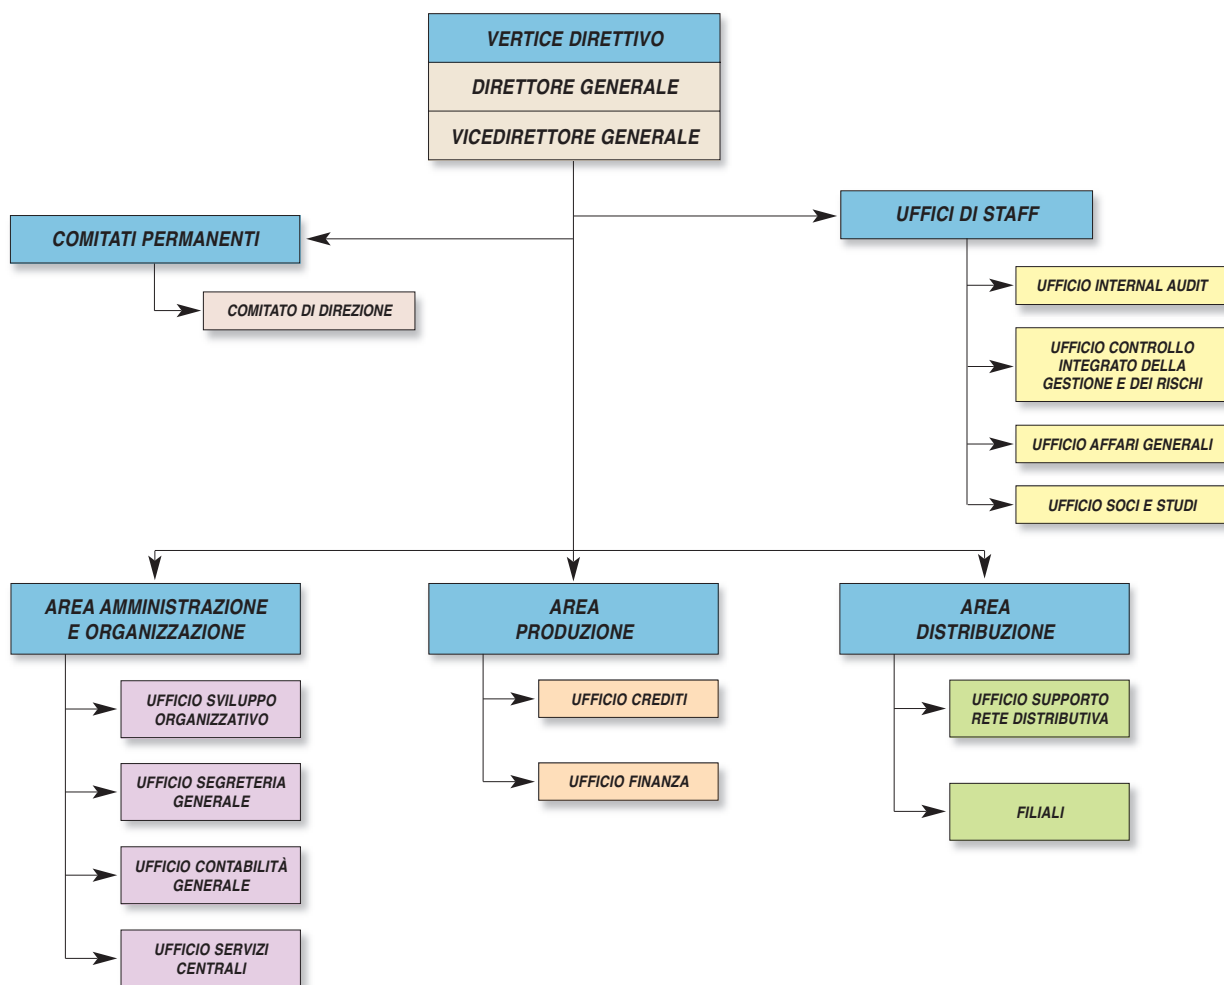 VERTICE DIRETTIVO
DIRETTORE GENERALE
VICEDIRETTORE GENERALE
UFFICI DI STAFF
COMITATI PERMANENTI
COMITATO DI DIREZIONE
UFFICIO INTERNAL AUDIT
UFFICIO CONTROLLO
INTEGRATO DELLA
GESTIONE E DEI RISCHI
UFFICIO AFFARI GENERALI
UFFICIO SOCI E STUDI
AREA AMMINISTRAZIONE
E ORGANIZZAZIONE
UFFICIO SVILUPPO
ORGANIZZATIVO
UFFICIO SEGRETERIA
GENERALE
UFFICIO CONTABILITÀ
GENERALE
UFFICIO SERVIZI
CENTRALI
AREA
PRODUZIONE
UFFICIO CREDITI
UFFICIO FINANZA
AREA
DISTRIBUZIONE
UFFICIO SUPPORTO
RETE DISTRIBUTIVA
FILIALI